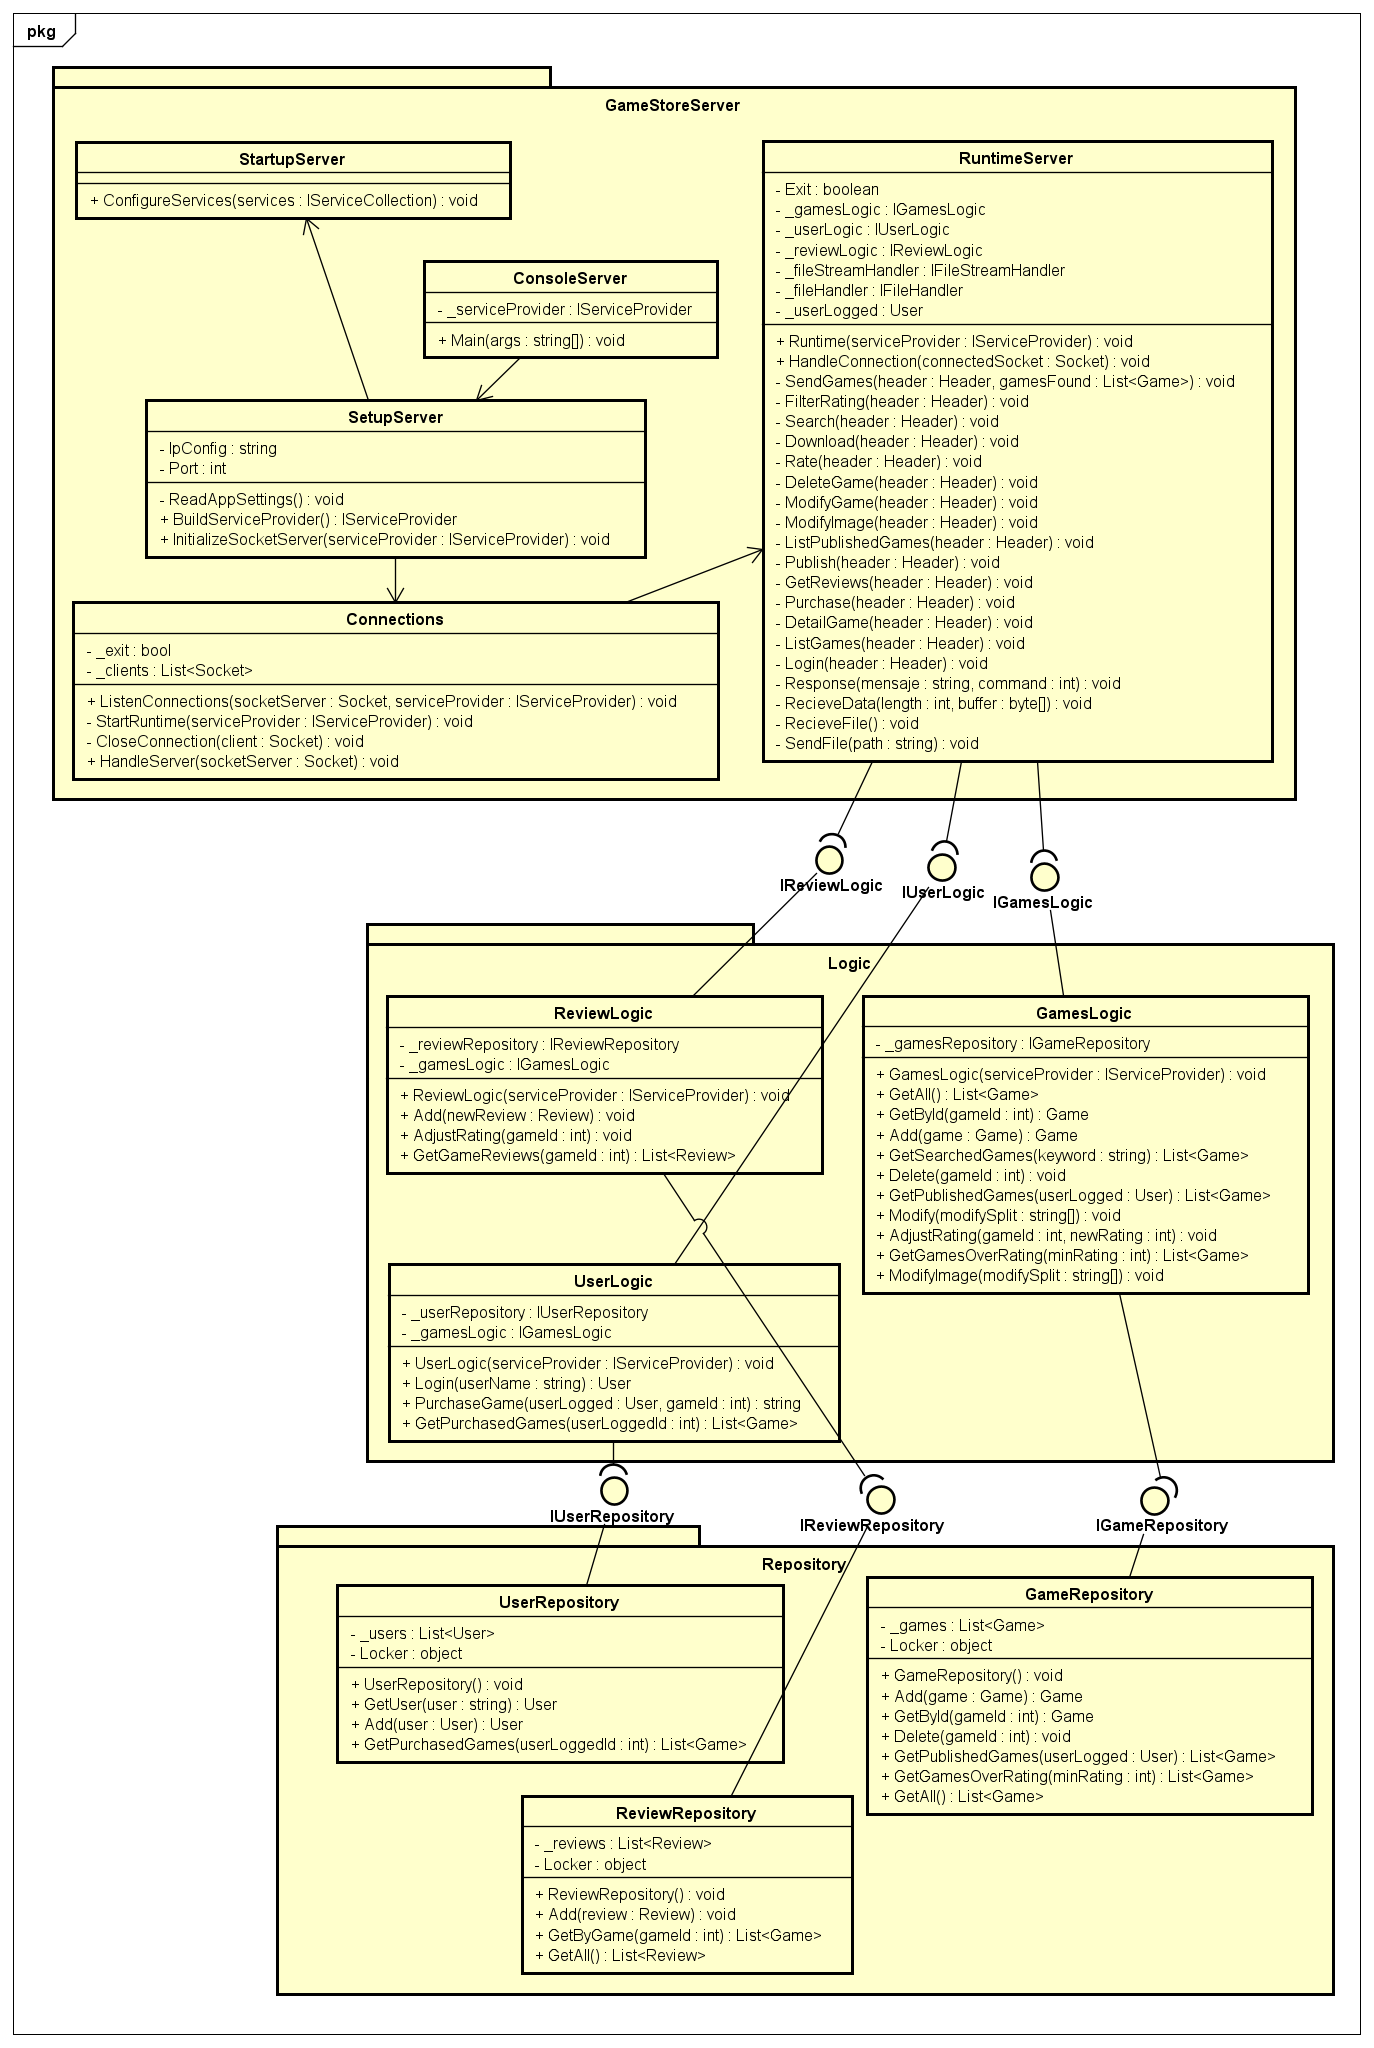 pkg
GameStoreServer
StartupServer
+ ConfigureServices(services : IServiceCollection) : void
ConsoleServer
- _serviceProvider : IServiceProvider
+ Main(args : string[]) : void
SetupServer
- IpConfig : string
- Port : int
- ReadAppSettings() : void
+ BuildServiceProvider() : IServiceProvider
+ InitializeSocketServer(serviceProvider : IServiceProvider) : void
Connections
- _exit : bool
- _clients : List<Socket>
+ ListenConnections(socketServer : Socket, serviceProvider : IServiceProvider) : void
- StartRuntime(serviceProvider : IServiceProvider) : void
- CloseConnection(client : Socket) : void
+ HandleServer(socketServer : Socket) : void
RuntimeServer
- Exit : boolean
- _gamesLogic : IGamesLogic
- _userLogic : IUserLogic
- _reviewLogic : IReviewLogic
- _fileStreamHandler : IFileStreamHandler
- _fileHandler : IFileHandler
- _userLogged : User
+ Runtime(serviceProvider : IServiceProvider) : void
+ HandleConnection(connectedSocket : Socket) : void
- SendGames(header : Header, gamesFound : List<Game>) : void
- FilterRating(header : Header) : void
- Search(header : Header) : void
- Download(header : Header) : void
- Rate(header : Header) : void
- DeleteGame(header : Header) : void
- ModifyGame(header : Header) : void
- ModifyImage(header : Header) : void
- ListPublishedGames(header : Header) : void
- Publish(header : Header) : void
- GetReviews(header : Header) : void
- Purchase(header : Header) : void
- DetailGame(header : Header) : void
- ListGames(header : Header) : void
- Login(header : Header) : void
- Response(mensaje : string, command : int) : void
- RecieveData(length : int, buffer : byte[]) : void
- RecieveFile() : void
- SendFile(path : string) : void
IReviewLogic
IUserLogic
IGamesLogic
Logic
ReviewLogic
- _reviewRepository : IReviewRepository
- _gamesLogic : IGamesLogic
+ ReviewLogic(serviceProvider : IServiceProvider) : void
+ Add(newReview : Review) : void
+ AdjustRating(gameId : int) : void
+ GetGameReviews(gameId : int) : List<Review>
GamesLogic
- _gamesRepository : IGameRepository
+ GamesLogic(serviceProvider : IServiceProvider) : void
+ GetAll() : List<Game>
+ GetById(gameId : int) : Game
+ Add(game : Game) : Game
+ GetSearchedGames(keyword : string) : List<Game>
+ Delete(gameId : int) : void
+ GetPublishedGames(userLogged : User) : List<Game>
+ Modify(modifySplit : string[]) : void
+ AdjustRating(gameId : int, newRating : int) : void
+ GetGamesOverRating(minRating : int) : List<Game>
+ ModifyImage(modifySplit : string[]) : void
UserLogic
- _userRepository : IUserRepository
- _gamesLogic : IGamesLogic
+ UserLogic(serviceProvider : IServiceProvider) : void
+ Login(userName : string) : User
+ PurchaseGame(userLogged : User, gameId : int) : string
+ GetPurchasedGames(userLoggedId : int) : List<Game>
IUserRepository
IReviewRepository
IGameRepository
Repository
UserRepository
- _users : List<User>
- Locker : object
+ UserRepository() : void
+ GetUser(user : string) : User
+ Add(user : User) : User
+ GetPurchasedGames(userLoggedId : int) : List<Game>
GameRepository
- _games : List<Game>
- Locker : object
+ GameRepository() : void
+ Add(game : Game) : Game
+ GetById(gameId : int) : Game
+ Delete(gameId : int) : void
+ GetPublishedGames(userLogged : User) : List<Game>
+ GetGamesOverRating(minRating : int) : List<Game>
+ GetAll() : List<Game>
ReviewRepository
- _reviews : List<Review>
- Locker : object
+ ReviewRepository() : void
+ Add(review : Review) : void
+ GetByGame(gameId : int) : List<Game>
+ GetAll() : List<Review>